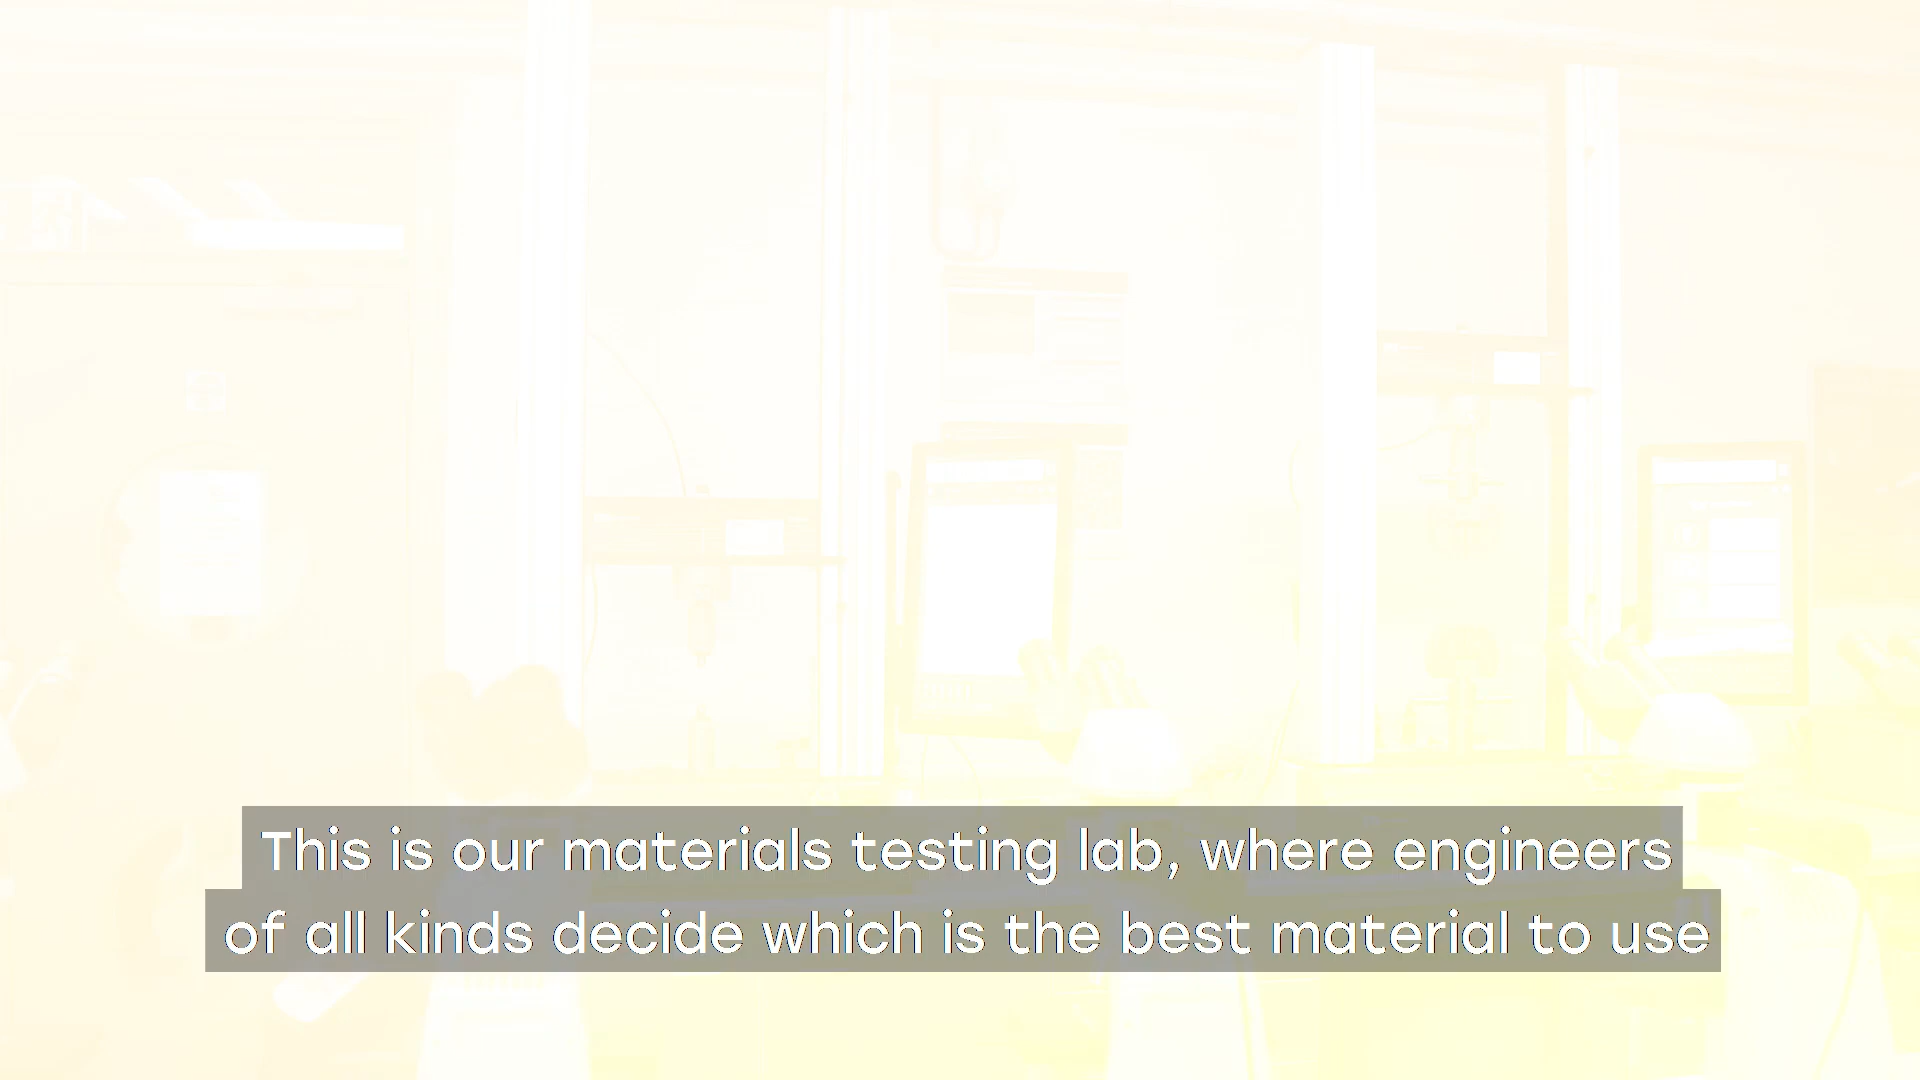 This is our materials testing lab, where engineers
of all kinds decide which is the best material to use